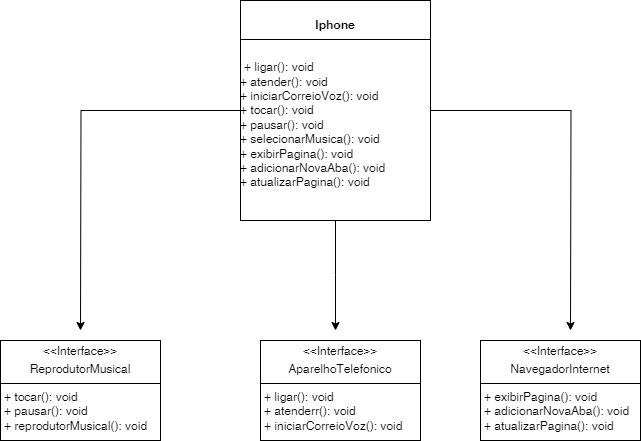 Iphone
+ ligar(): void
+ atender(): void
+ iniciarCorreioVoz(): void
+ tocar(): void
+ pausar(): void
+ selecionarMusica(): void
+ exibirPagina(): void
+ adicionarNovaAba(): void
+ atualizarPagina(): void
<<Interface>>
ReprodutorMusical
+ tocar(): void
+ pausar(): void
+ reprodutorMusical(): void
<<Interface>>
AparelhoTelefonico
+ ligar(): void
+ atenderr(): void
+ iniciarCorreioVoz(): void
<<Interface>>
NavegadorInternet
+ exibirPagina(): void
+ adicionarNovaAba(): void
+ atualizarPagina(): void